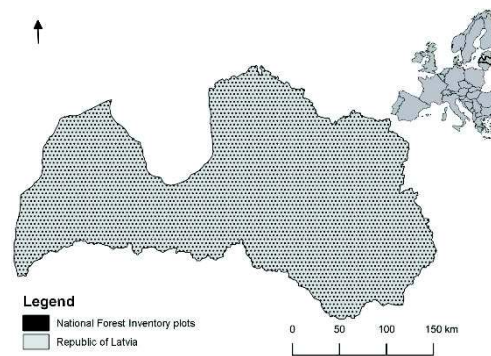 Legend
National Forest Inventory plots
Republic of Latvia
0 50 100 150 km